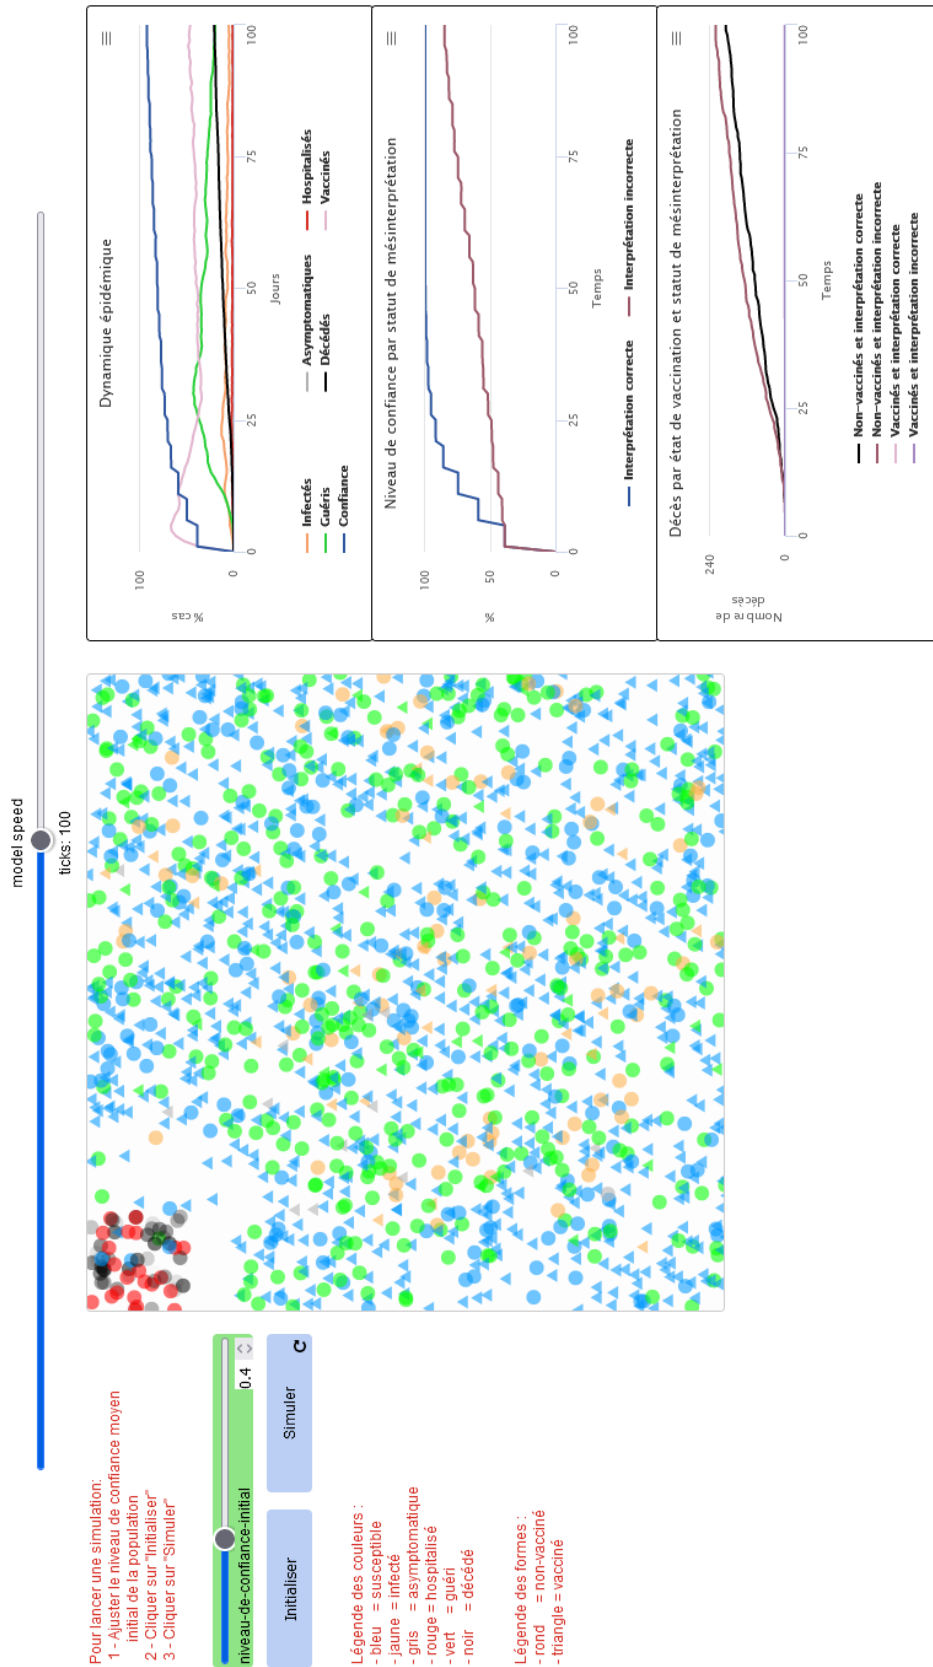 model speed
ticks: 100
Pour lancer une simulation:
1 - Ajuster le niveau de confiance moyen
initial de la population
2 - Cliquer sur "Initialiser"
3 - Cliquer sur "Simuler"
niveau-de-confiance-initial
0.4
Initialiser
Simuler
Légende des couleurs :
- bleu = susceptible
- jaune = infecté
- gris = asymptomatique
- rouge = hospitalisé
- vert = guéri
- noir = décédé
Légende des formes :
- rond = non-vacciné
- triangle = vacciné
Dynamique épidémique
% cas
100
0
0
25
50
75
100
Jours
Infectés
Asymptomatiques
Hospitalisés
Guéris
Décédés
Vaccinés
Confiance
Niveau de confiance par statut de mésinterprétation
%
100
50
0
0
25
50
75
100
Temps
Interprétation correcte
Interprétation incorrecte
Décès par état de vaccination et statut de mésinterprétation
Nombre de
décès
240
0
0
25
50
75
100
Temps
Non-vaccinés et interprétation correcte
Non-vaccinés et interprétation incorrecte
Vaccinés et interprétation correcte
Vaccinés et interprétation incorrecte